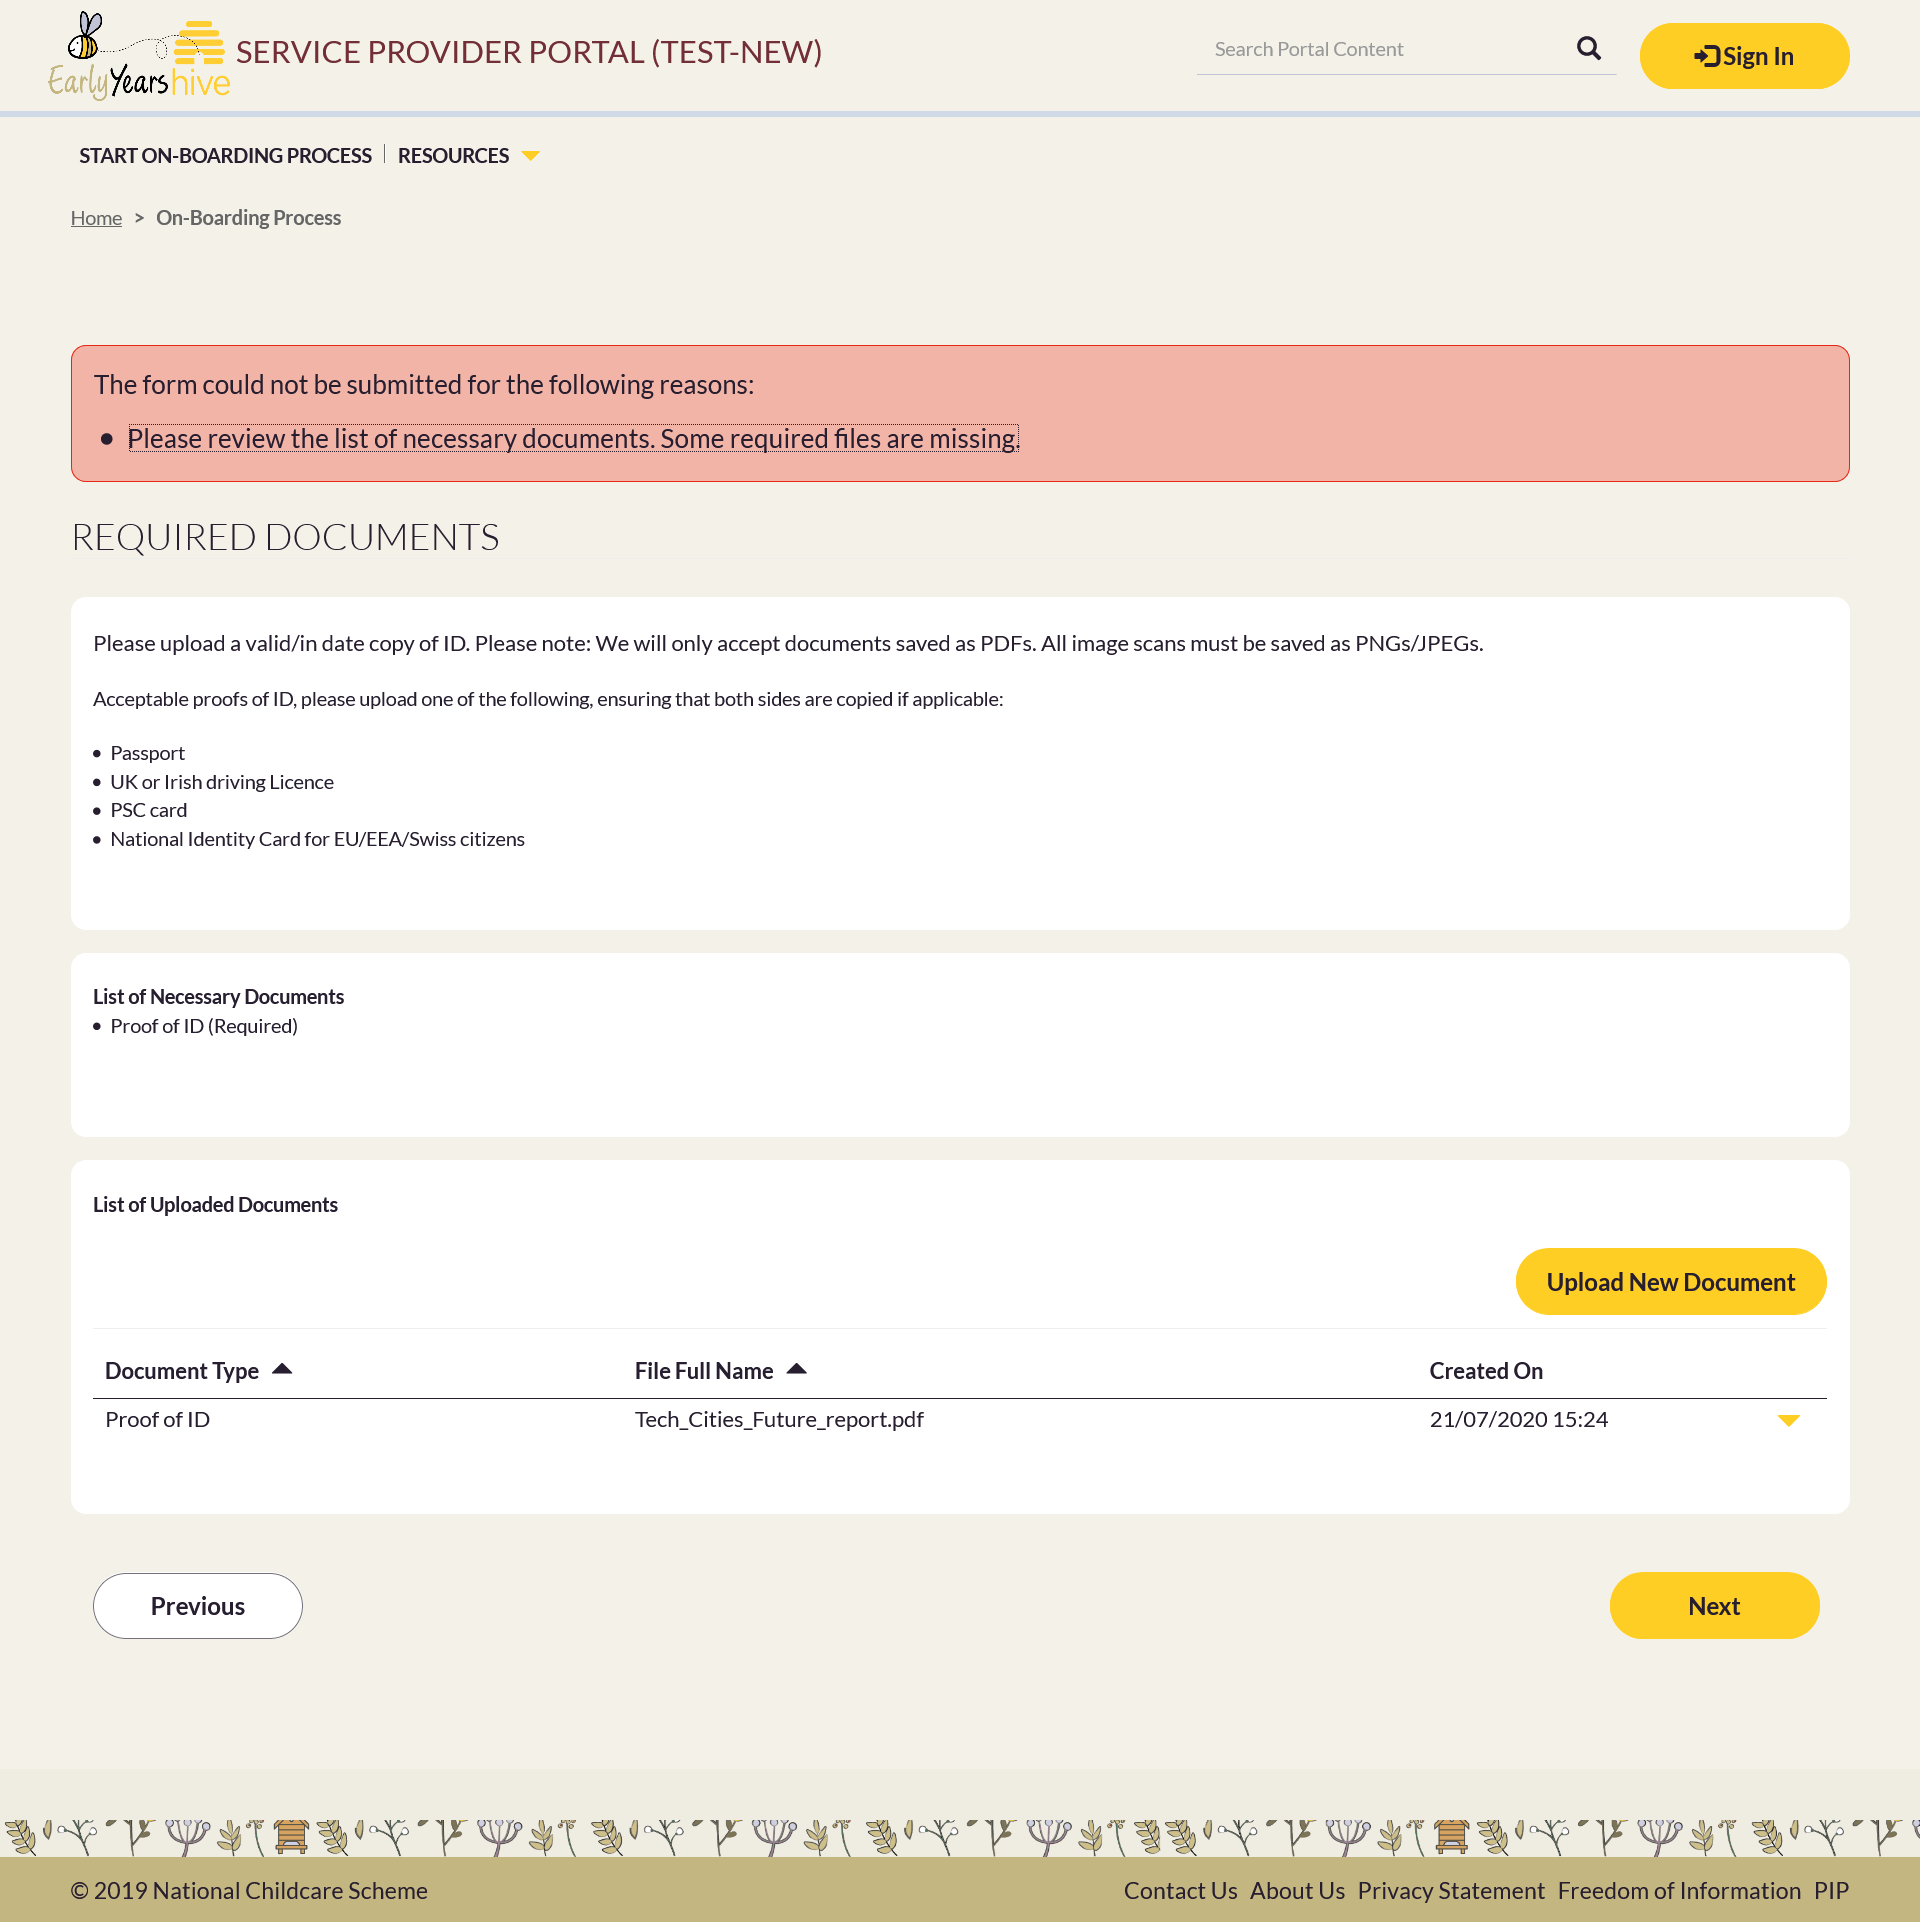 Early Years hive
SERVICE PROVIDER PORTAL (TEST-NEW)
Search Portal Content
Sign In
START ON-BOARDING PROCESS
RESOURCES
Home > On-Boarding Process
The form could not be submitted for the following reasons:
• Please review the list of necessary documents. Some required files are missing.
REQUIRED DOCUMENTS
Please upload a valid/in date copy of ID. Please note: We will only accept documents saved as PDFs. All image scans must be saved as PNGs/JPEGs.
Acceptable proofs of ID, please upload one of the following, ensuring that both sides are copied if applicable:
• Passport
• UK or Irish driving Licence
• PSC card
• National Identity Card for EU/EEA/Swiss citizens
List of Necessary Documents
• Proof of ID (Required)
List of Uploaded Documents
Upload New Document
Document Type File Full Name Created On
Proof of ID Tech_Cities_Future_report.pdf 21/07/2020 15:24
Previous
Next
© 2019 National Childcare Scheme
Contact Us About Us Privacy Statement Freedom of Information PIP